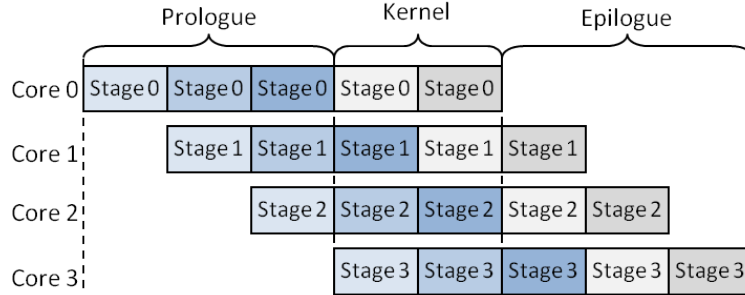 Prologue Kernel Epilogue
Core 0 Stage 0 Stage 0 Stage 0 Stage 0 Stage 0
Core 1 Stage 1 Stage 1 Stage 1 Stage 1 Stage 1
Core 2 Stage 2 Stage 2 Stage 2 Stage 2 Stage 2
Core 3 Stage 3 Stage 3 Stage 3 Stage 3 Stage 3